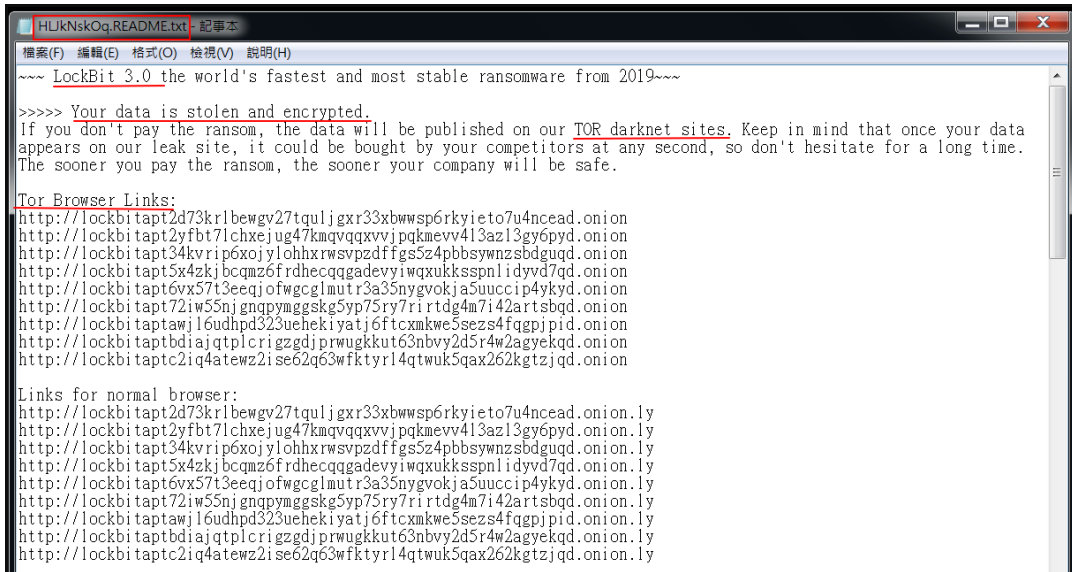 HLJkNskOq.README.txt - 記事本
檔案(F) 編輯(E) 格式(O) 檢視(V) 說明(H)
~~~ LockBit 3.0 the world's fastest and most stable ransomware from 2019~~~
>>>>> Your data is stolen and encrypted.
If you don't pay the ransom, the data will be published on our TOR darknet sites. Keep in mind that once your data
appears on our leak site, it could be bought by your competitors at any second, so don't hesitate for a long time.
The sooner you pay the ransom, the sooner your company will be safe.
Tor Browser Links:
http://lockbitapt2d73krlbewgv27tquljgxr33xbwwsp6rkyieto7u4ncead.onion
http://lockbitapt2yfbt7lchxejug47kmqvqqxvvjpqkmevv4l3azl3gy6pyd.onion
http://lockbitapt34kvrip6xojylohhxrwsvpzdffgs5z4pbbsywnzsbdguqd.onion
http://lockbitapt5x4zkjbcqmz6frdhecqqgadevyiwqxukksspnlidyvd7qd.onion
http://lockbitapt6vx57t3eeqjofwgcglmutr3a35nygvokja5uuccip4ykyd.onion
http://lockbitapt72iw55njgnqpymggskg5yp75ry7rirtdg4m7i42artsbqd.onion
http://lockbitaptawjl6udhpd323uehekiyatj6ftcxmkwe5sezs4fqgpjpid.onion
http://lockbitaptbdiajqtplcrigzgdjprwugkkut63nbvy2d5r4w2agyekqd.onion
http://lockbitaptc2iq4atewz2ise62q63wfktyrl4qtwuk5qax262kgtzjqd.onion
Links for normal browser:
http://lockbitapt2d73krlbewgv27tquljgxr33xbwwsp6rkyieto7u4ncead.onion.ly
http://lockbitapt2yfbt7lchxejug47kmqvqqxvvjpqkmevv4l3azl3gy6pyd.onion.ly
http://lockbitapt34kvrip6xojylohhxrwsvpzdffgs5z4pbbsywnzsbdguqd.onion.ly
http://lockbitapt5x4zkjbcqmz6frdhecqqgadevyiwqxukksspnlidyvd7qd.onion.ly
http://lockbitapt6vx57t3eeqjofwgcglmutr3a35nygvokja5uuccip4ykyd.onion.ly
http://lockbitapt72iw55njgnqpymggskg5yp75ry7rirtdg4m7i42artsbqd.onion.ly
http://lockbitaptawjl6udhpd323uehekiyatj6ftcxmkwe5sezs4fqgpjpid.onion.ly
http://lockbitaptbdiajqtplcrigzgdjprwugkkut63nbvy2d5r4w2agyekqd.onion.ly
http://lockbitaptc2iq4atewz2ise62q63wfktyrl4qtwuk5qax262kgtzjqd.onion.ly